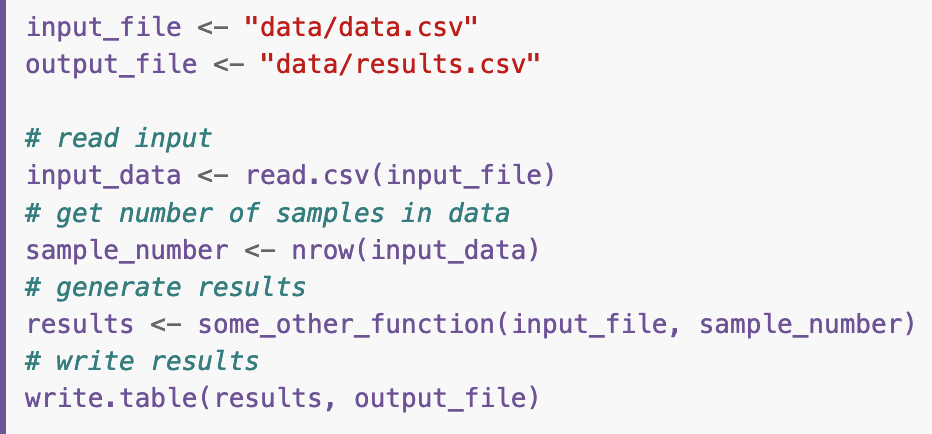 input_file <- "data/data.csv"
output_file <- "data/results.csv"
# read input
input_data <- read.csv(input_file)
# get number of samples in data
sample_number <- nrow(input_data)
# generate results
results <- some_other_function(input_file, sample_number)
# write results
write.table(results, output_file)